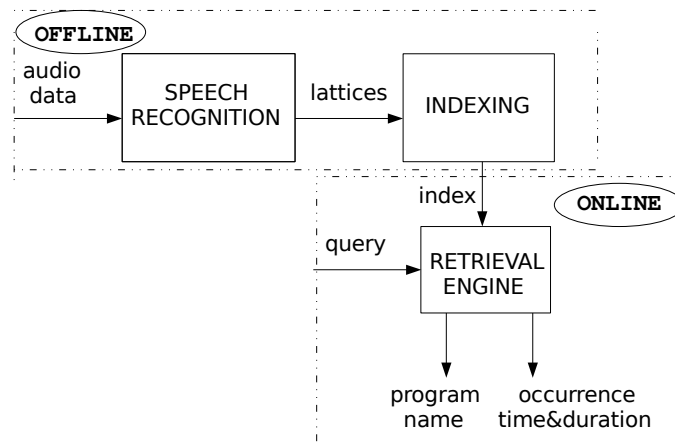 OFFLINE
audio
data
SPEECH
RECOGNITION
lattices
INDEXING
index
ONLINE
query
RETRIEVAL
ENGINE
program
name
occurrence
time&duration